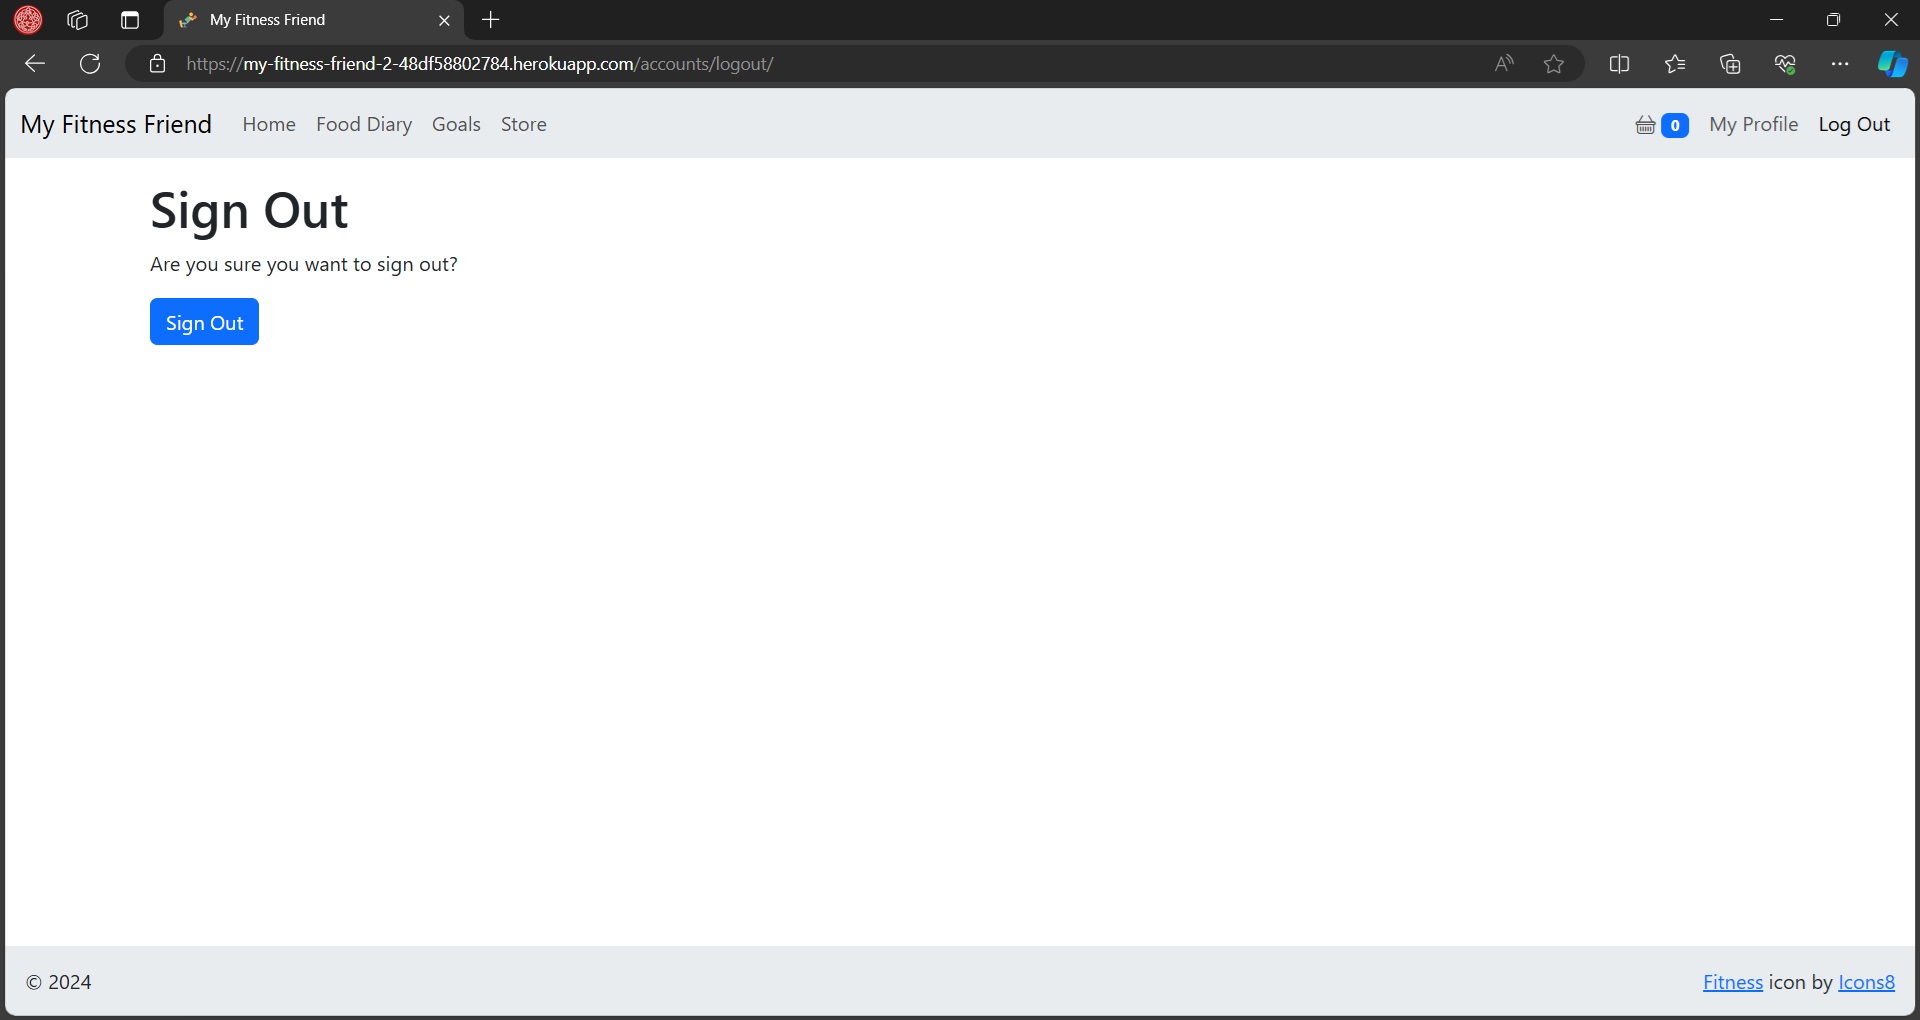 My Fitness Friend
https://my-fitness-friend-2-48df58802784.herokuapp.com/accounts/logout/
My Fitness Friend Home Food Diary Goals Store 0 My Profile Log Out
Sign Out
Are you sure you want to sign out?
Sign Out
© 2024 Fitness icon by Icons8